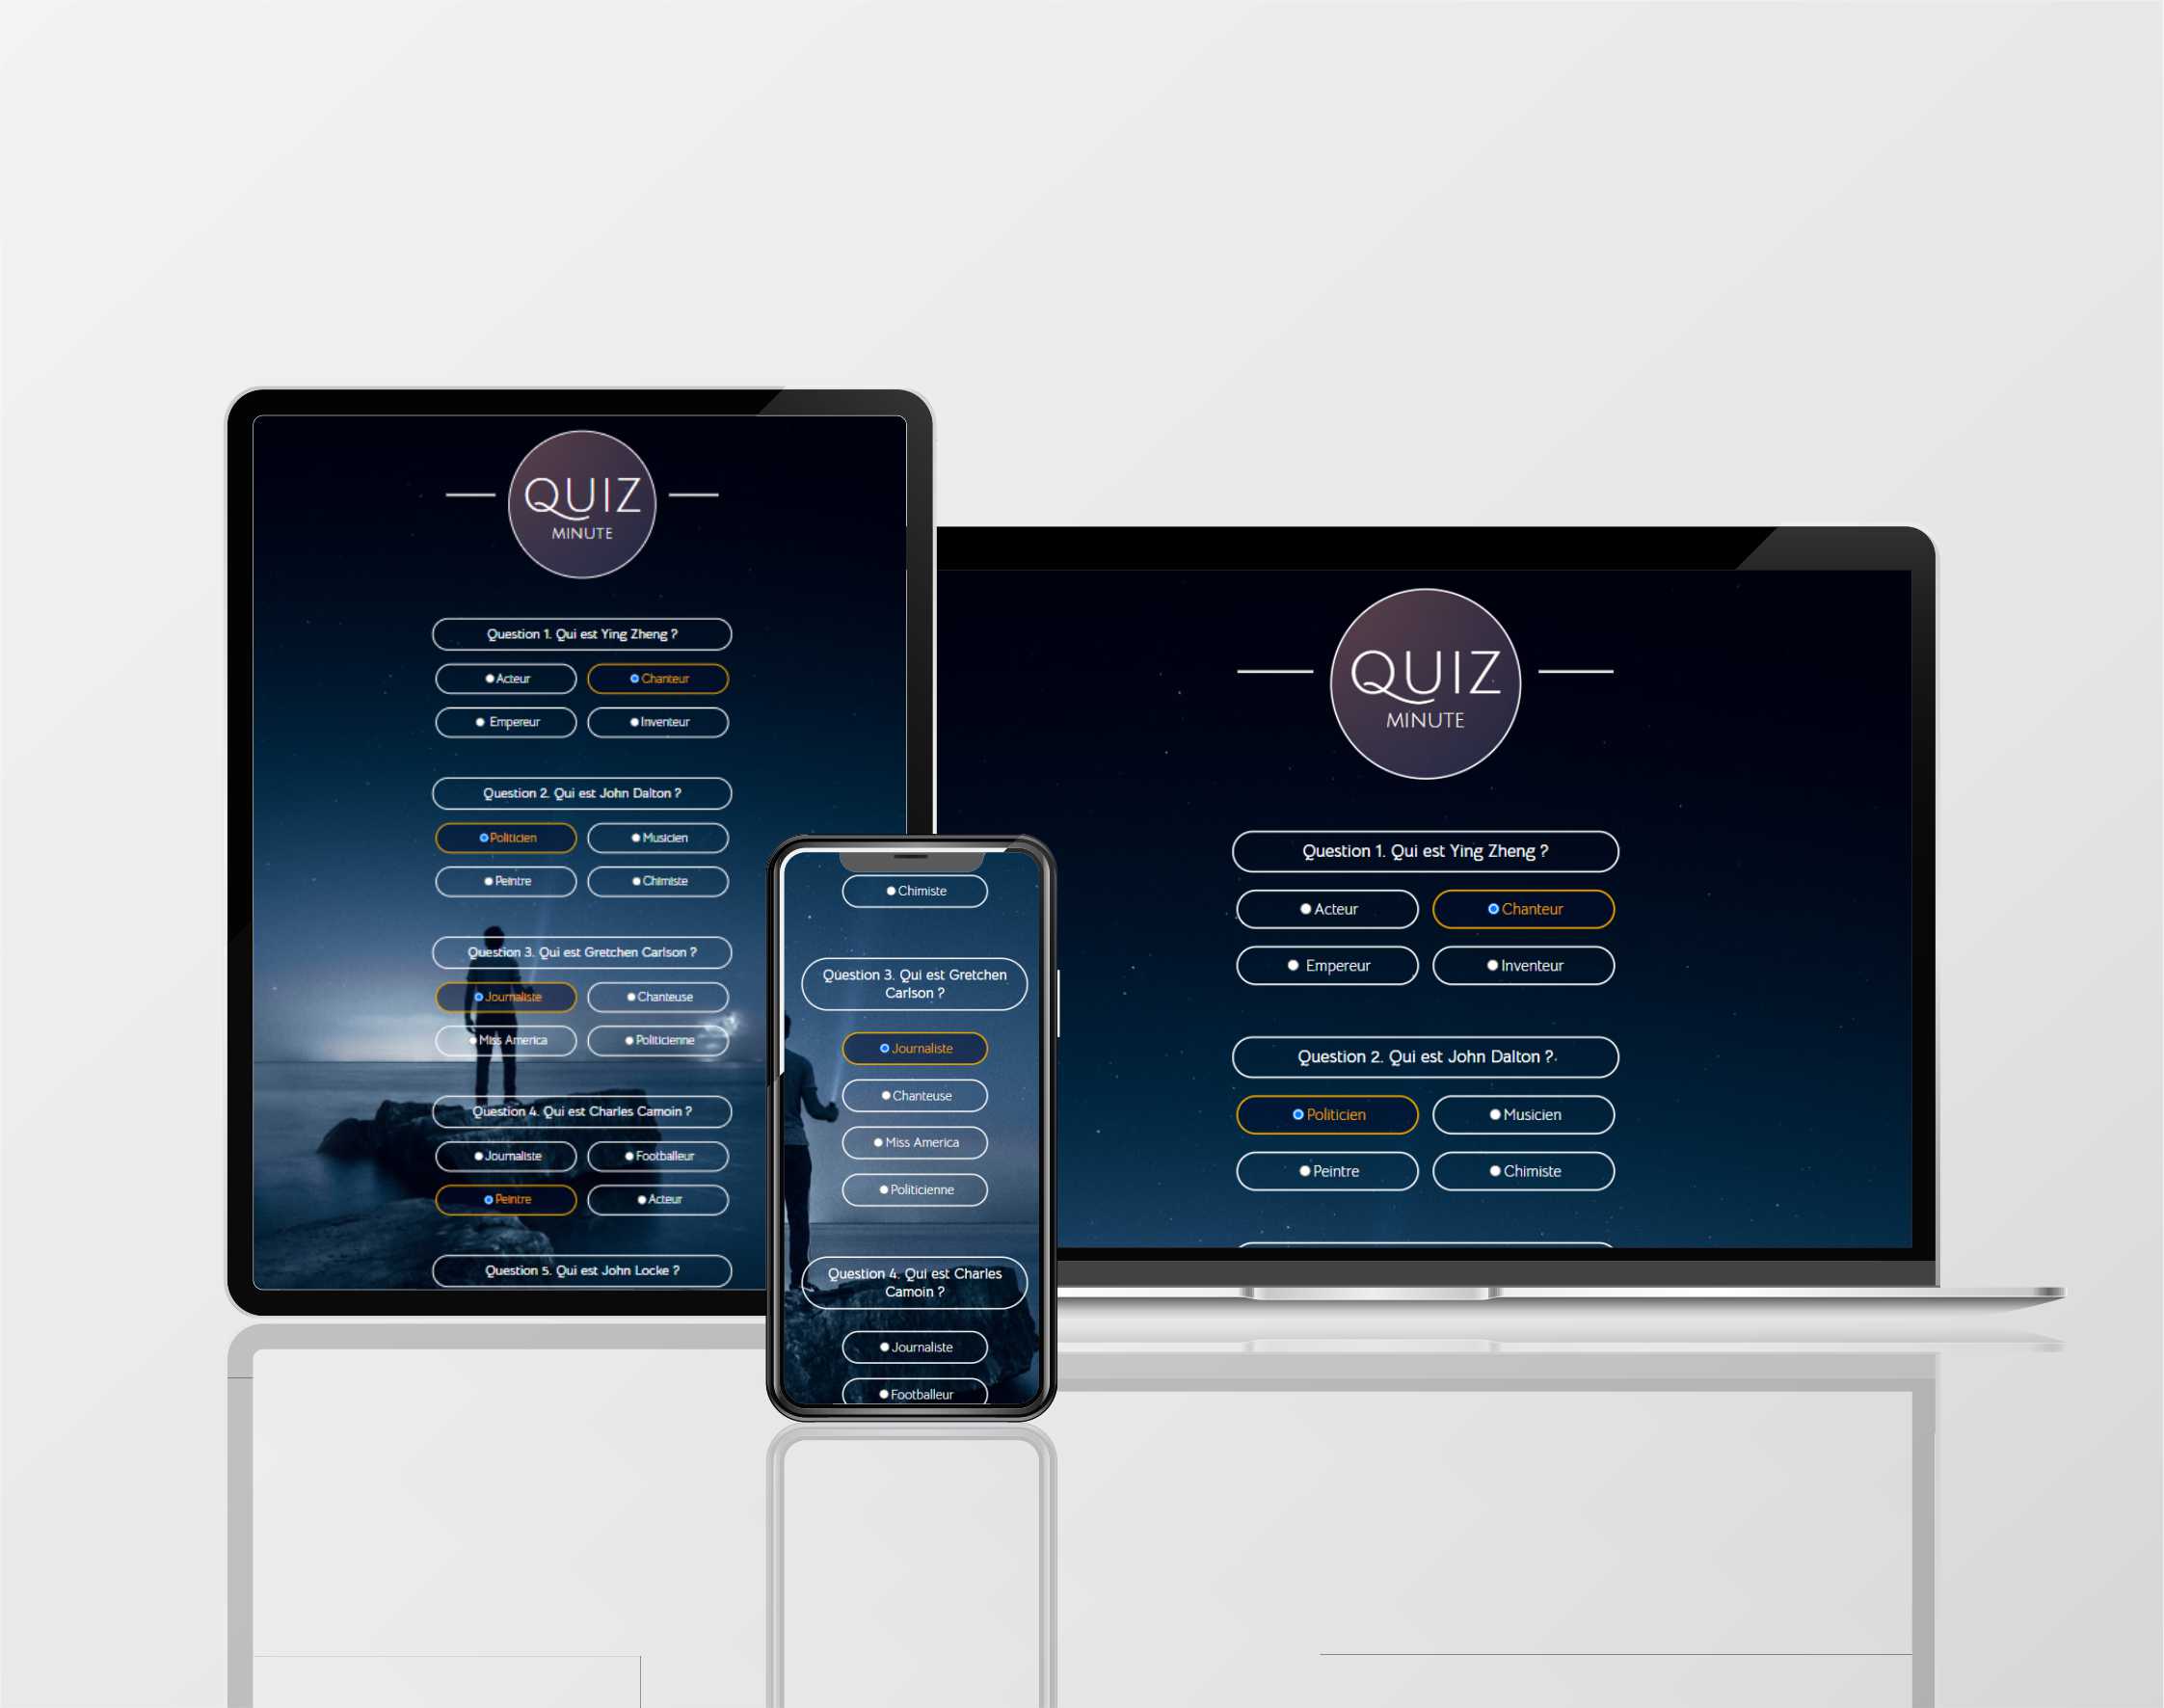 QUIZ
MINUTE
Question 1. Qui est Ying Zheng ?
Acteur
Chanteur
Empereur
Inventeur
Question 2. Qui est John Dalton ?
Politicien
Musicien
Peintre
Chimiste
Question 3. Qui est Gretchen Carlson ?
Journaliste
Chanteuse
Miss America
Politicienne
Question 4. Qui est Charles Camoin ?
Journaliste
Footballeur
Peintre
Acteur
Question 5. Qui est John Locke ?
Chimiste
Question 3. Qui est Gretchen
Carlson ?
Journaliste
Chanteuse
Miss America
Politicienne
Question 4. Qui est Charles
Camoin ?
Journaliste
Footballeur
QUIZ
MINUTE
Question 1. Qui est Ying Zheng ?
Acteur
Chanteur
Empereur
Inventeur
Question 2. Qui est John Dalton ?
Politicien
Musicien
Peintre
Chimiste